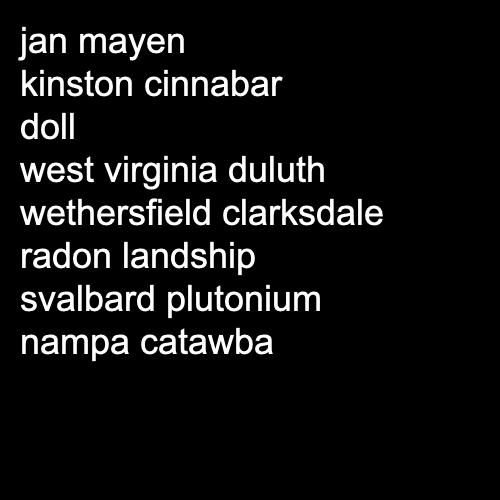 jan mayen
kinston cinnabar
doll
west virginia duluth
wethersfield clarksdale
radon landship
svalbard plutonium
nampa catawba